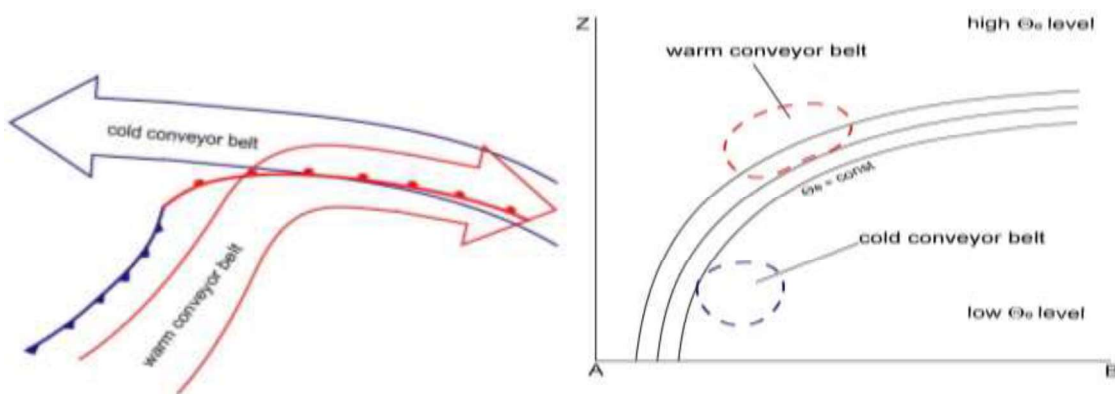 cold conveyor belt
warm conveyor belt
Z
high Θe level
warm conveyor belt
Θe = const
cold conveyor belt
low Θe level
A
B